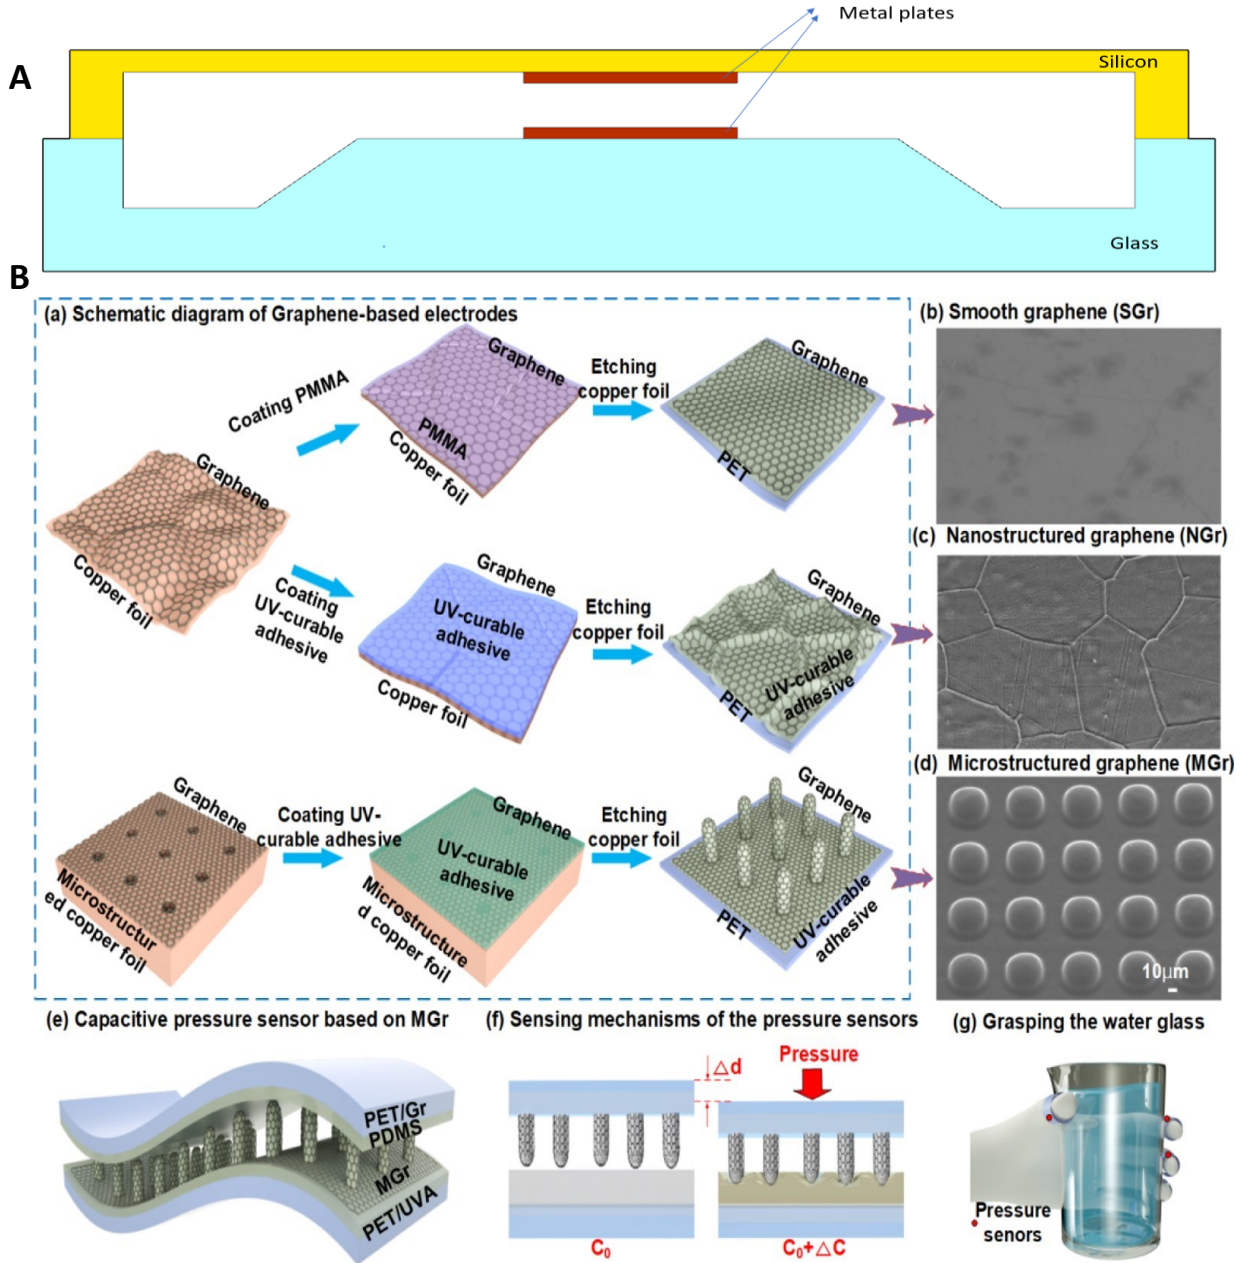 Metal plates
A
Silicon
Glass
B
(a) Schematic diagram of Graphene-based electrodes
Coating PMMA
Graphene
PMMA
Copper foil
Etching
copper foil
Graphene
PET
Graphene
Copper foil
Coating
UV-curable
adhesive
Graphene
UV-curable
adhesive
Copper foil
Etching
copper foil
Graphene
UV-curable
adhesive
PET
Graphene
Microstructur
ed copper foil
Coating UV-
curable adhesive
Graphene
UV-curable
adhesive
Microstructure
d copper foil
Etching
copper foil
Graphene
UV-curable
adhesive
PET
(b) Smooth graphene (SGr)
(c) Nanostructured graphene (NGr)
(d) Microstructured graphene (MGr)
10μm
(e) Capacitive pressure sensor based on MGr
PET/Gr
PDMS
MGr
PET/UVA
(f) Sensing mechanisms of the pressure sensors
△d
Pressure
C₀
C₀+△C
(g) Grasping the water glass
Pressure
senors